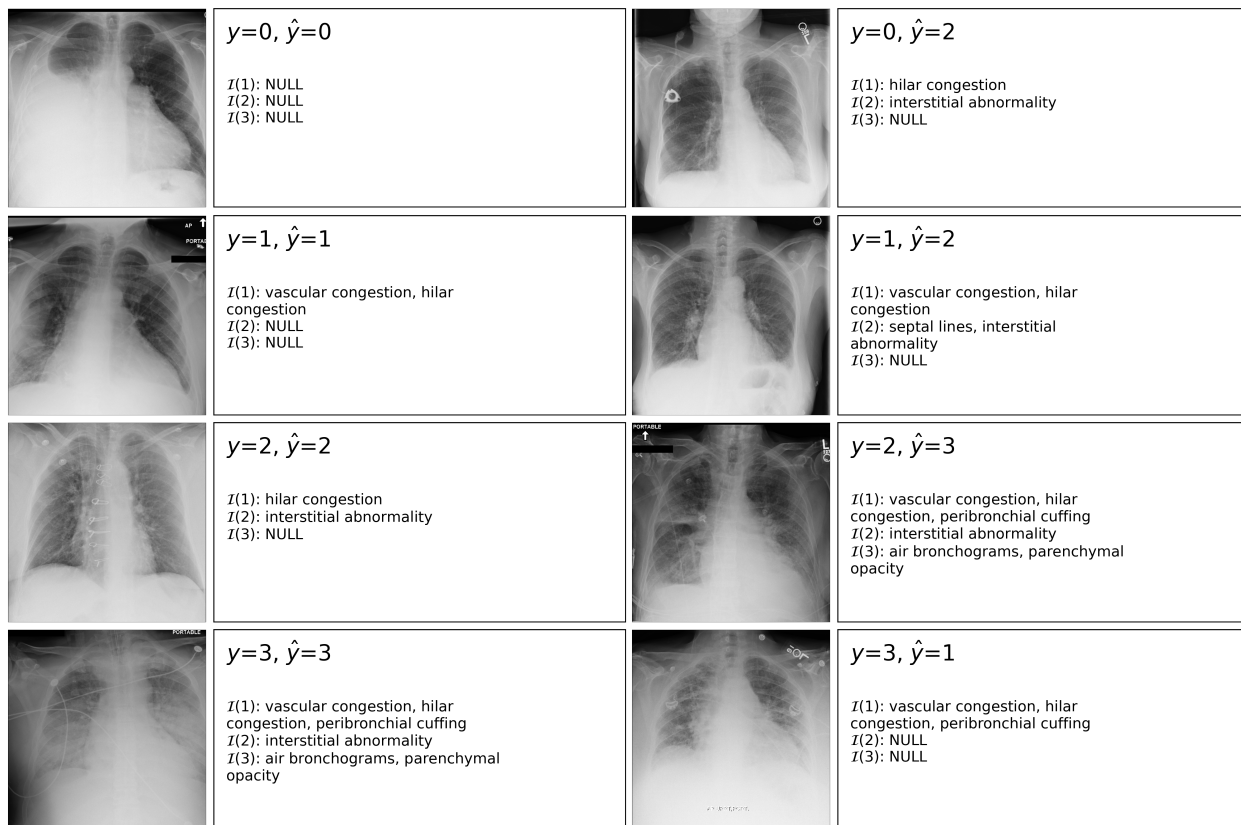 y=0, ŷ=0
𝓘(1): NULL
𝓘(2): NULL
𝓘(3): NULL
y=0, ŷ=2
𝓘(1): hilar congestion
𝓘(2): interstitial abnormality
𝓘(3): NULL
AP
PORTABLE
y=1, ŷ=1
𝓘(1): vascular congestion, hilar
congestion
𝓘(2): NULL
𝓘(3): NULL
y=1, ŷ=2
𝓘(1): vascular congestion, hilar
congestion
𝓘(2): septal lines, interstitial
abnormality
𝓘(3): NULL
y=2, ŷ=2
𝓘(1): hilar congestion
𝓘(2): interstitial abnormality
𝓘(3): NULL
PORTABLE
y=2, ŷ=3
𝓘(1): vascular congestion, hilar
congestion, peribronchial cuffing
𝓘(2): interstitial abnormality
𝓘(3): air bronchograms, parenchymal
opacity
PORTABLE
y=3, ŷ=3
𝓘(1): vascular congestion, hilar
congestion, peribronchial cuffing
𝓘(2): interstitial abnormality
𝓘(3): air bronchograms, parenchymal
opacity
y=3, ŷ=1
𝓘(1): vascular congestion, hilar
congestion, peribronchial cuffing
𝓘(2): NULL
𝓘(3): NULL